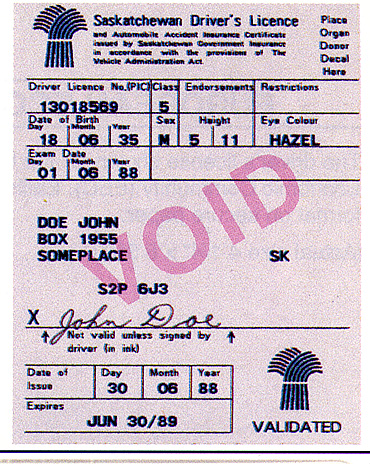 Saskatchewan Driver's Licence
and Automobile Accident Insurance Certificate
issued by Saskatchewan Government Insurance
in accordance with the provisions of The
Vehicle Administration Act.
Place
Organ
Donor
Decal
Here
Driver Licence No.(PIC) Class Endorsements Restrictions
13018569 5
Date of Birth Sex Height Eye Colour
Day Month Year
18 06 35 M 5 11 HAZEL
Exam Date
Day Month Year
01 06 88
VOID
DOE JOHN
BOX 1955
SOMEPLACE SK
S2P 6J3
X John Doe
Not valid unless signed by
driver (in ink)
Date of Issue Day Month Year
30 06 88
Expires
JUN 30/89
VALIDATED